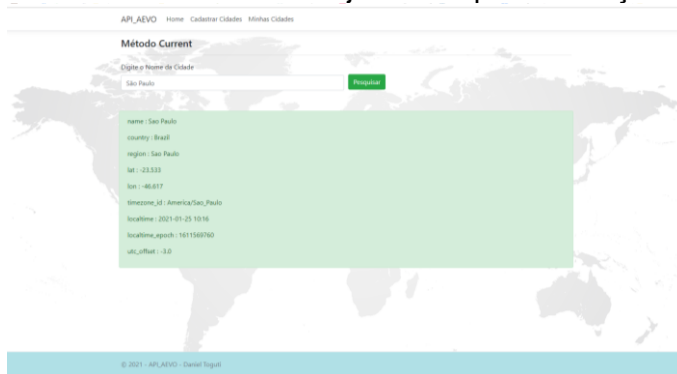 API_AEVO Home Cadastrar Cidades Minhas Cidades
Método Current
Digite o Nome de Cidade
São Paulo Pesquisar
name : Sao Paulo
country : Brazil
region : Sao Paulo
lat : -23.533
lon : -46.617
timezone_id : America/Sao_Paulo
localtime : 2021-01-25 10:16
localtime_epoch : 1611569760
utc_offset : -3.0
© 2021 - API_AEVO - Daniel Toguti